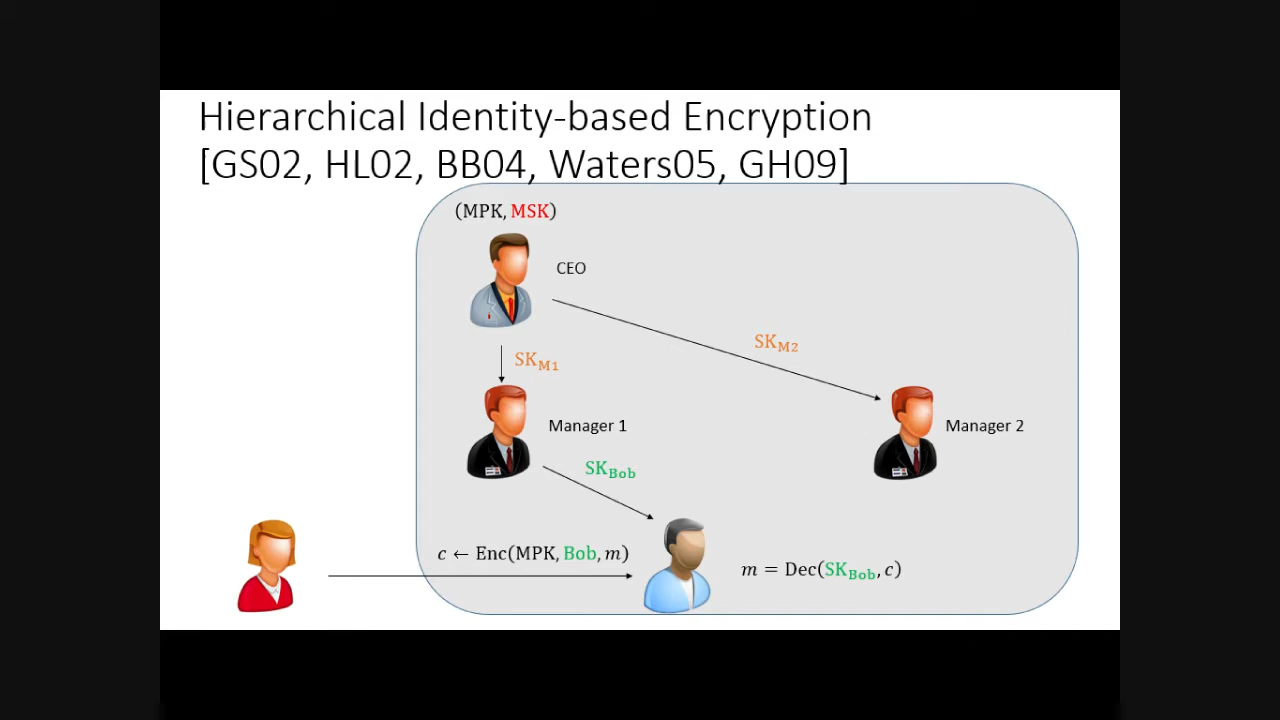 Hierarchical Identity-based Encryption
[GS02, HL02, BB04, Waters05, GH09]
(MPK, MSK)
CEO
SK_M2
SK_M1
Manager 1
Manager 2
SK_Bob
c ← Enc(MPK, Bob, m)
m = Dec(SK_Bob, c)